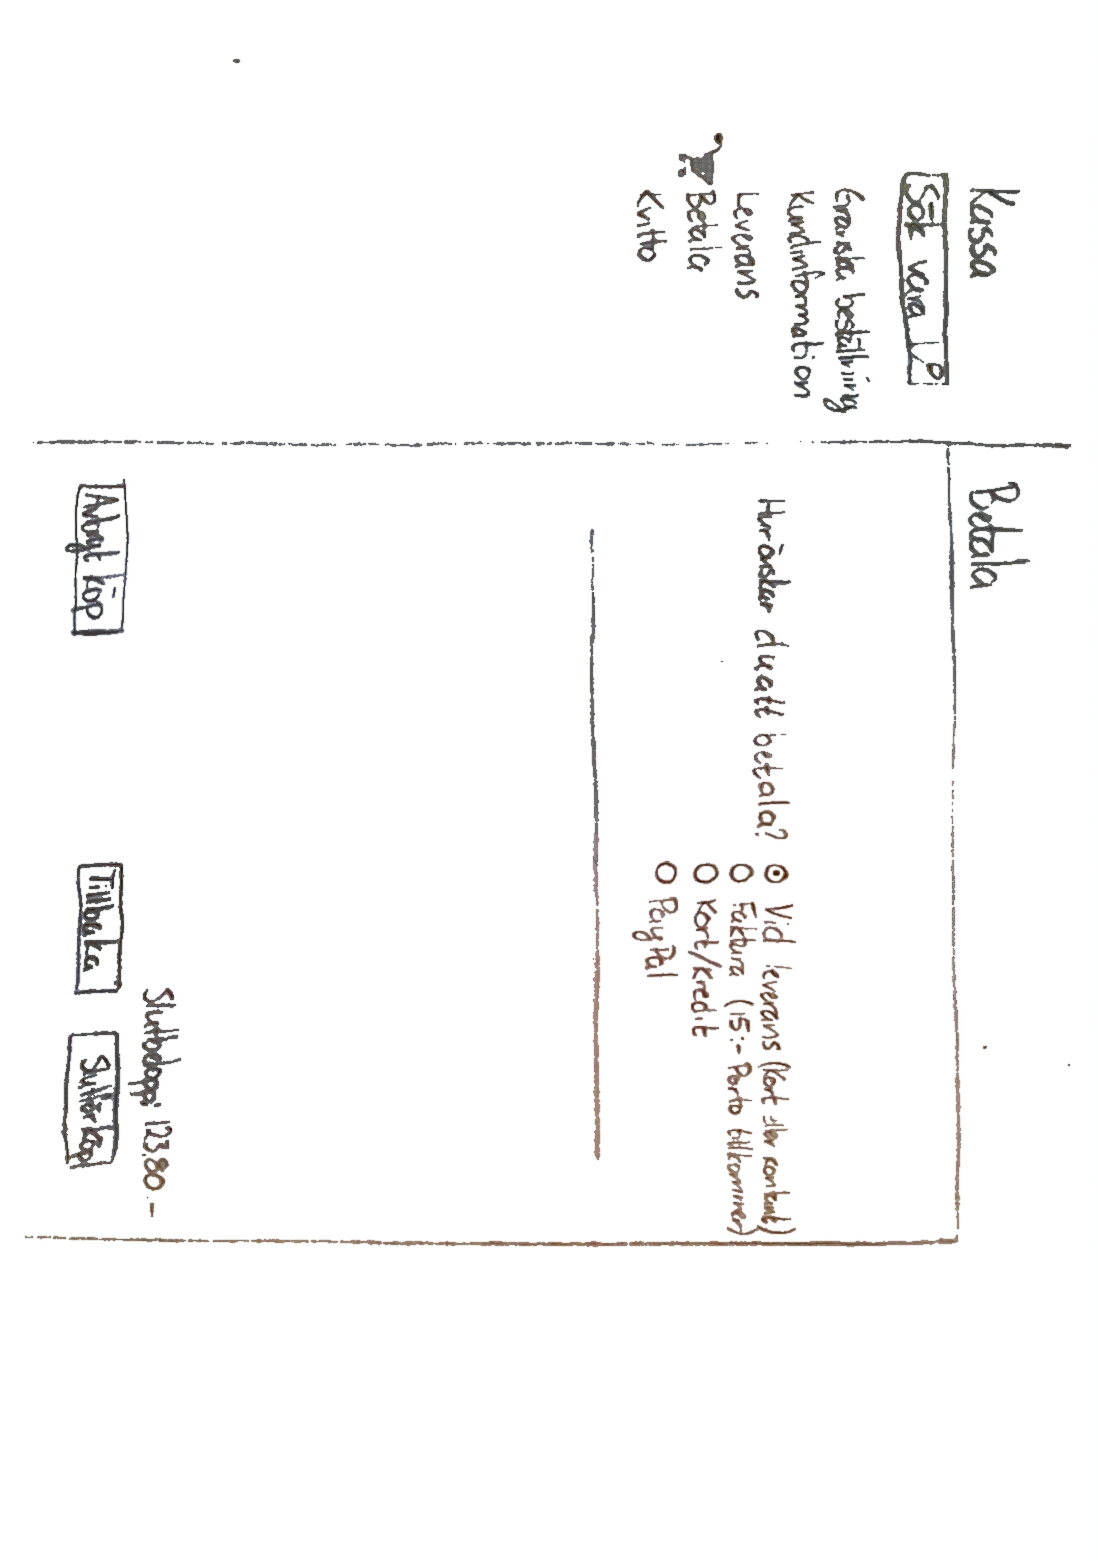 Kassa
Sök vara
Granska beställning
Kundinformation
Leverans
Betala
Kvitto
Betala
Hur önskar du att betala?
Vid leverans (Kort eller kontant)
Faktura (15:- Porto tillkommer)
Kort/Kredit
PayPal
Slutbelopp: 123.80 :-
Avbryt köp
Tillbaka
Slutför köp